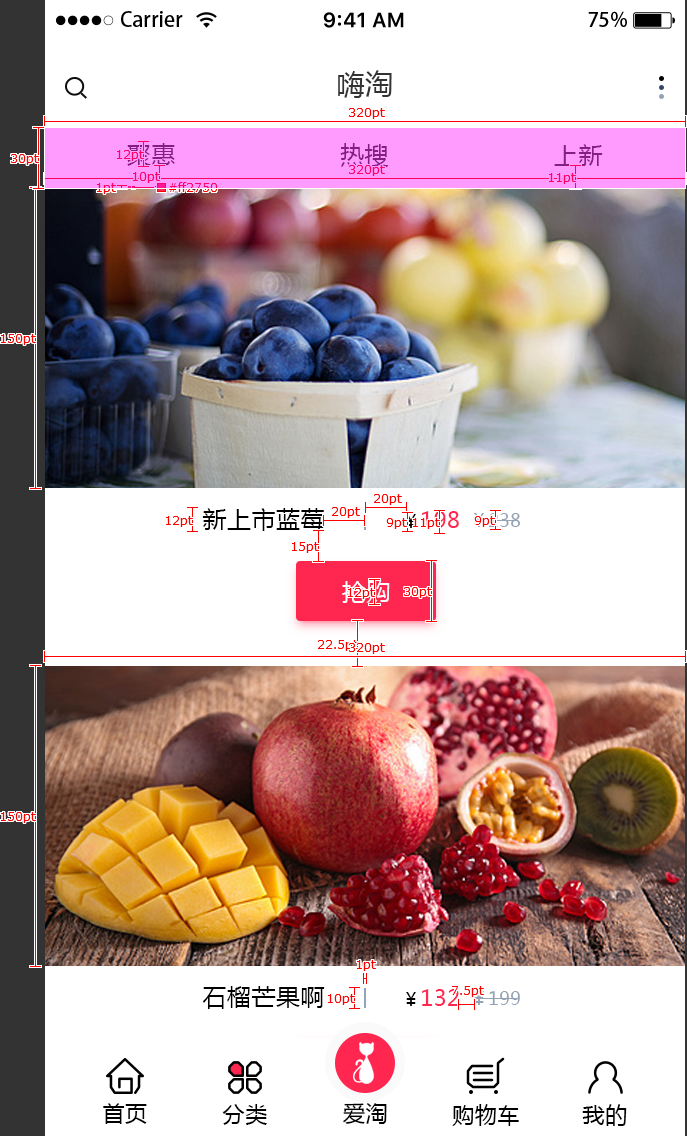 Carrier 9:41 AM 75%
嗨淘
320pt
30pt 12pt 聚惠 热搜 上新
10pt 320pt 11pt
1pt #ff2750
150pt
20pt
12pt 新上市蓝莓 20pt 9pt ¥ 11pt 198 9pt ¥238
15pt
抢购 12pt 30pt
22.5pt 320pt
150pt
1pt
石榴芒果啊 10pt ¥132 7.5pt ¥199
首页 分类 爱淘 购物车 我的